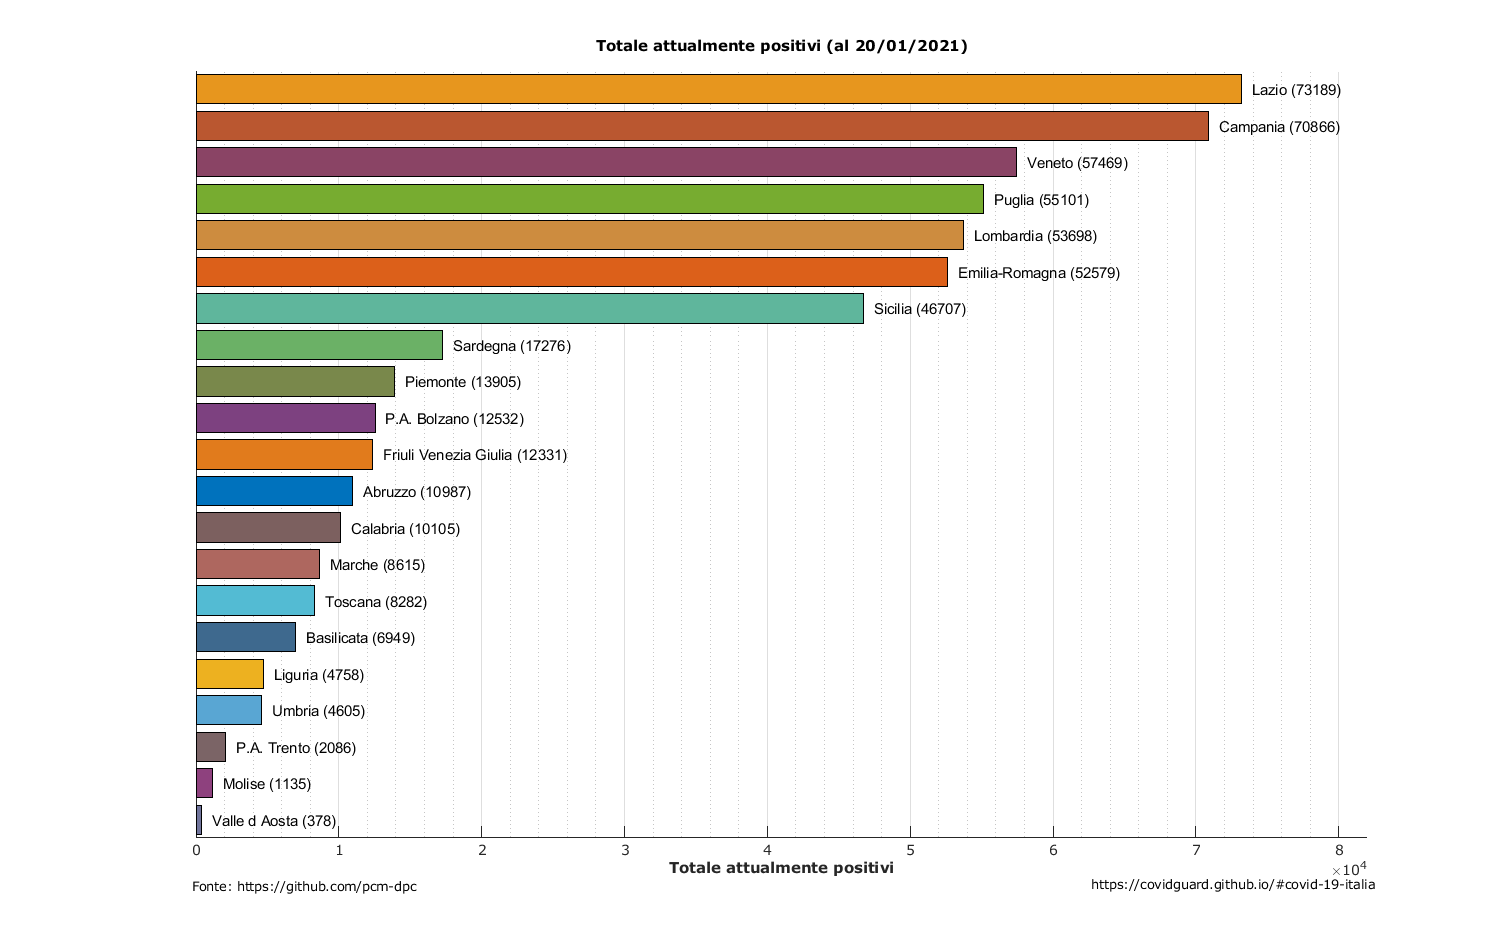 Totale attualmente positivi (al 20/01/2021)
Lazio (73189)
Campania (70866)
Veneto (57469)
Puglia (55101)
Lombardia (53698)
Emilia-Romagna (52579)
Sicilia (46707)
Sardegna (17276)
Piemonte (13905)
P.A. Bolzano (12532)
Friuli Venezia Giulia (12331)
Abruzzo (10987)
Calabria (10105)
Marche (8615)
Toscana (8282)
Basilicata (6949)
Liguria (4758)
Umbria (4605)
P.A. Trento (2086)
Molise (1135)
Valle d Aosta (378)
0 1 2 3 4 5 6 7 8
Totale attualmente positivi
×10⁴
Fonte: https://github.com/pcm-dpc
https://covidguard.github.io/#covid-19-italia